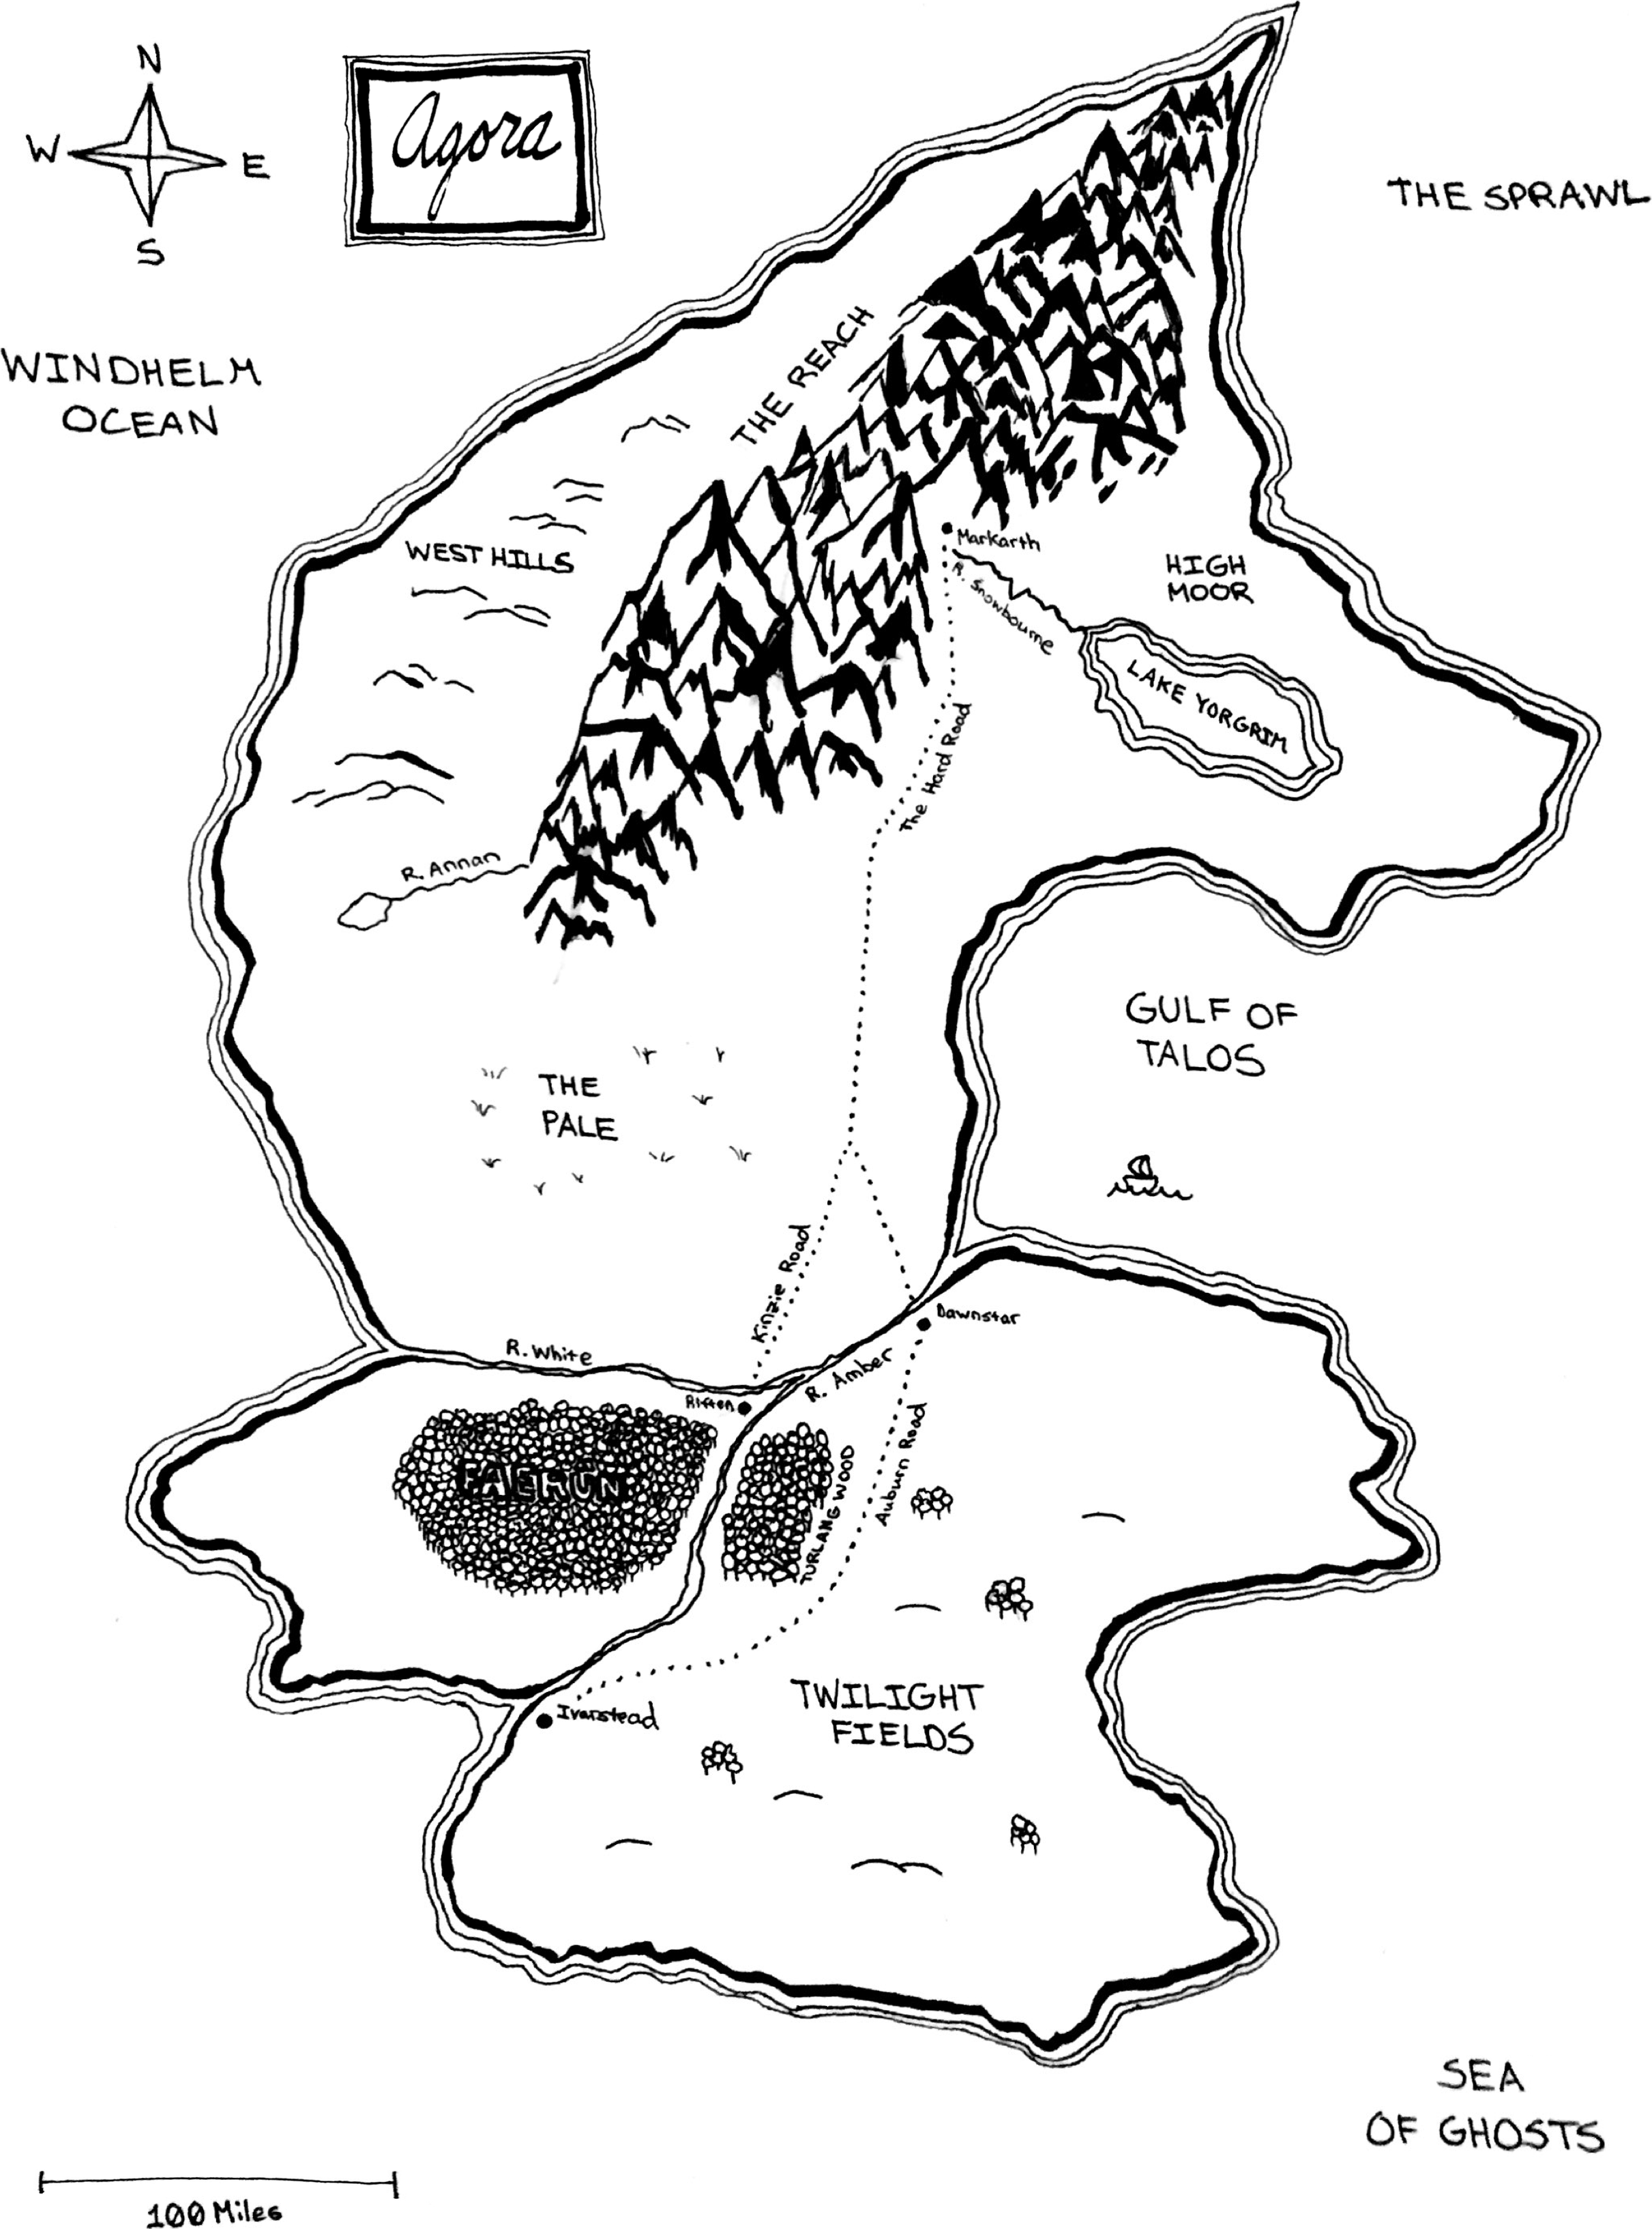 N
W
E
S
Agora
THE SPRAWL
WINDHELM
OCEAN
THE REACH
WEST HILLS
Markarth
R. Snowbourne
HIGH
MOOR
LAKE YORGRIM
The Hard Road
R. Annan
GULF OF
TALOS
THE
PALE
Kinzie Road
Dawnstar
R. White
R. Amber
Riften
Auburn Road
FAERÛN
TURLANG WOOD
Ivarstead
TWILIGHT
FIELDS
SEA
OF GHOSTS
100 Miles